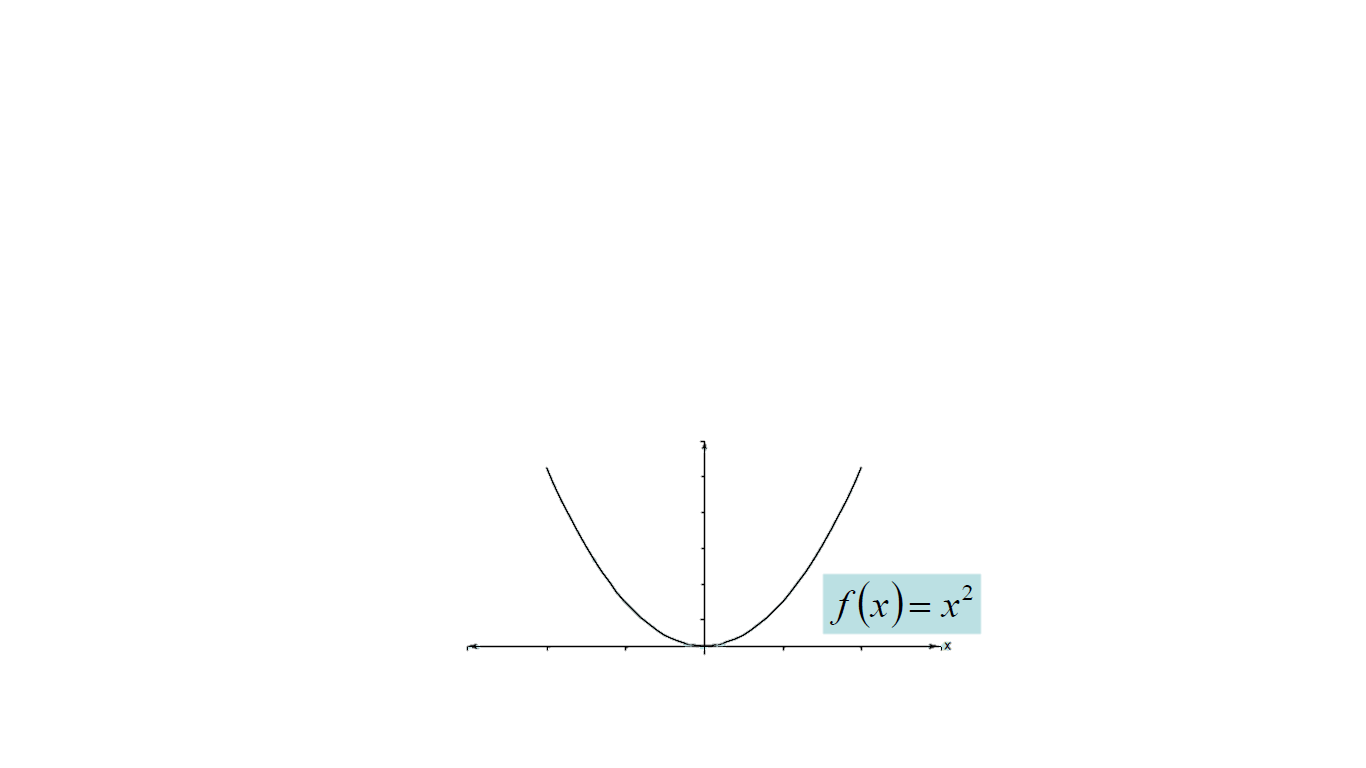 f(x) = x²
x